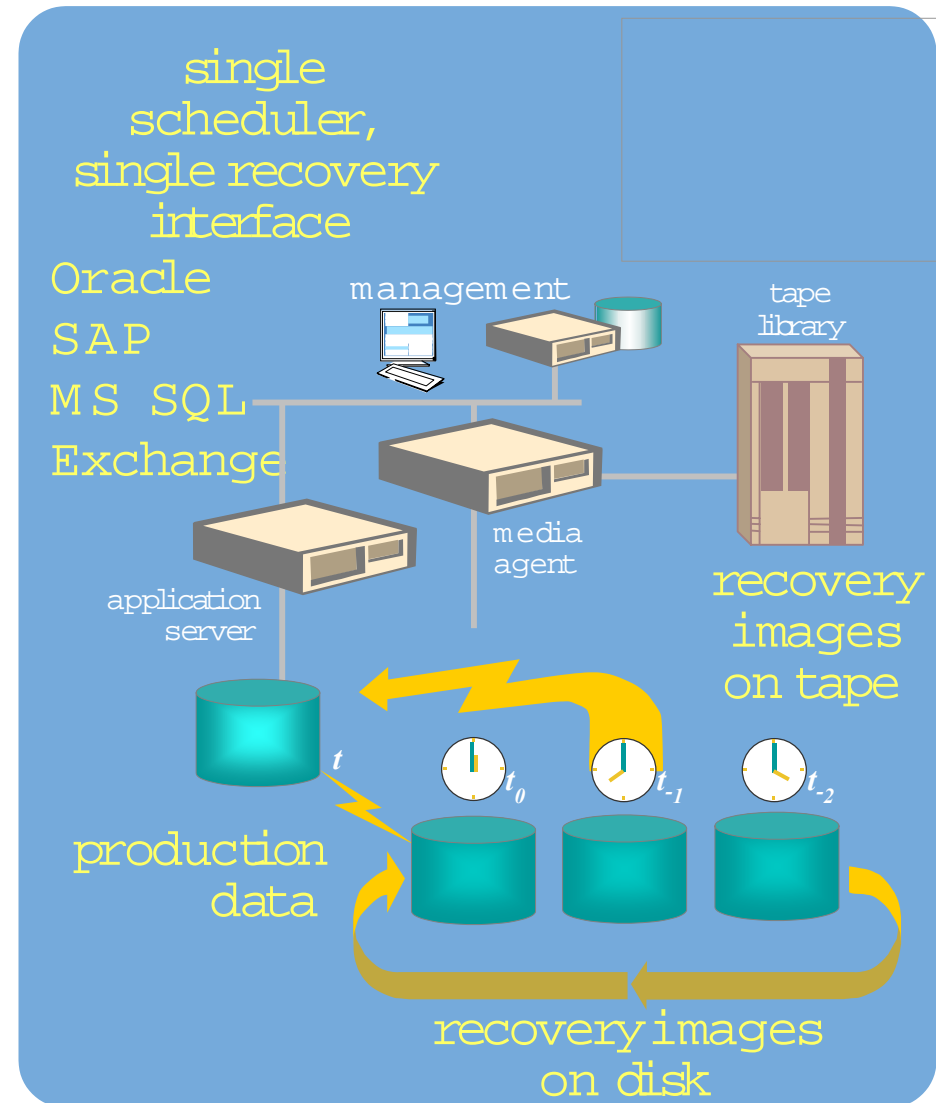 single
scheduler,
single recovery
interface
Oracle
SAP
MS SQL
Exchange
management
tape
library
media
agent
application
server
recovery
images
on tape
t
t0
t-1
t-2
production
data
recovery images
on disk